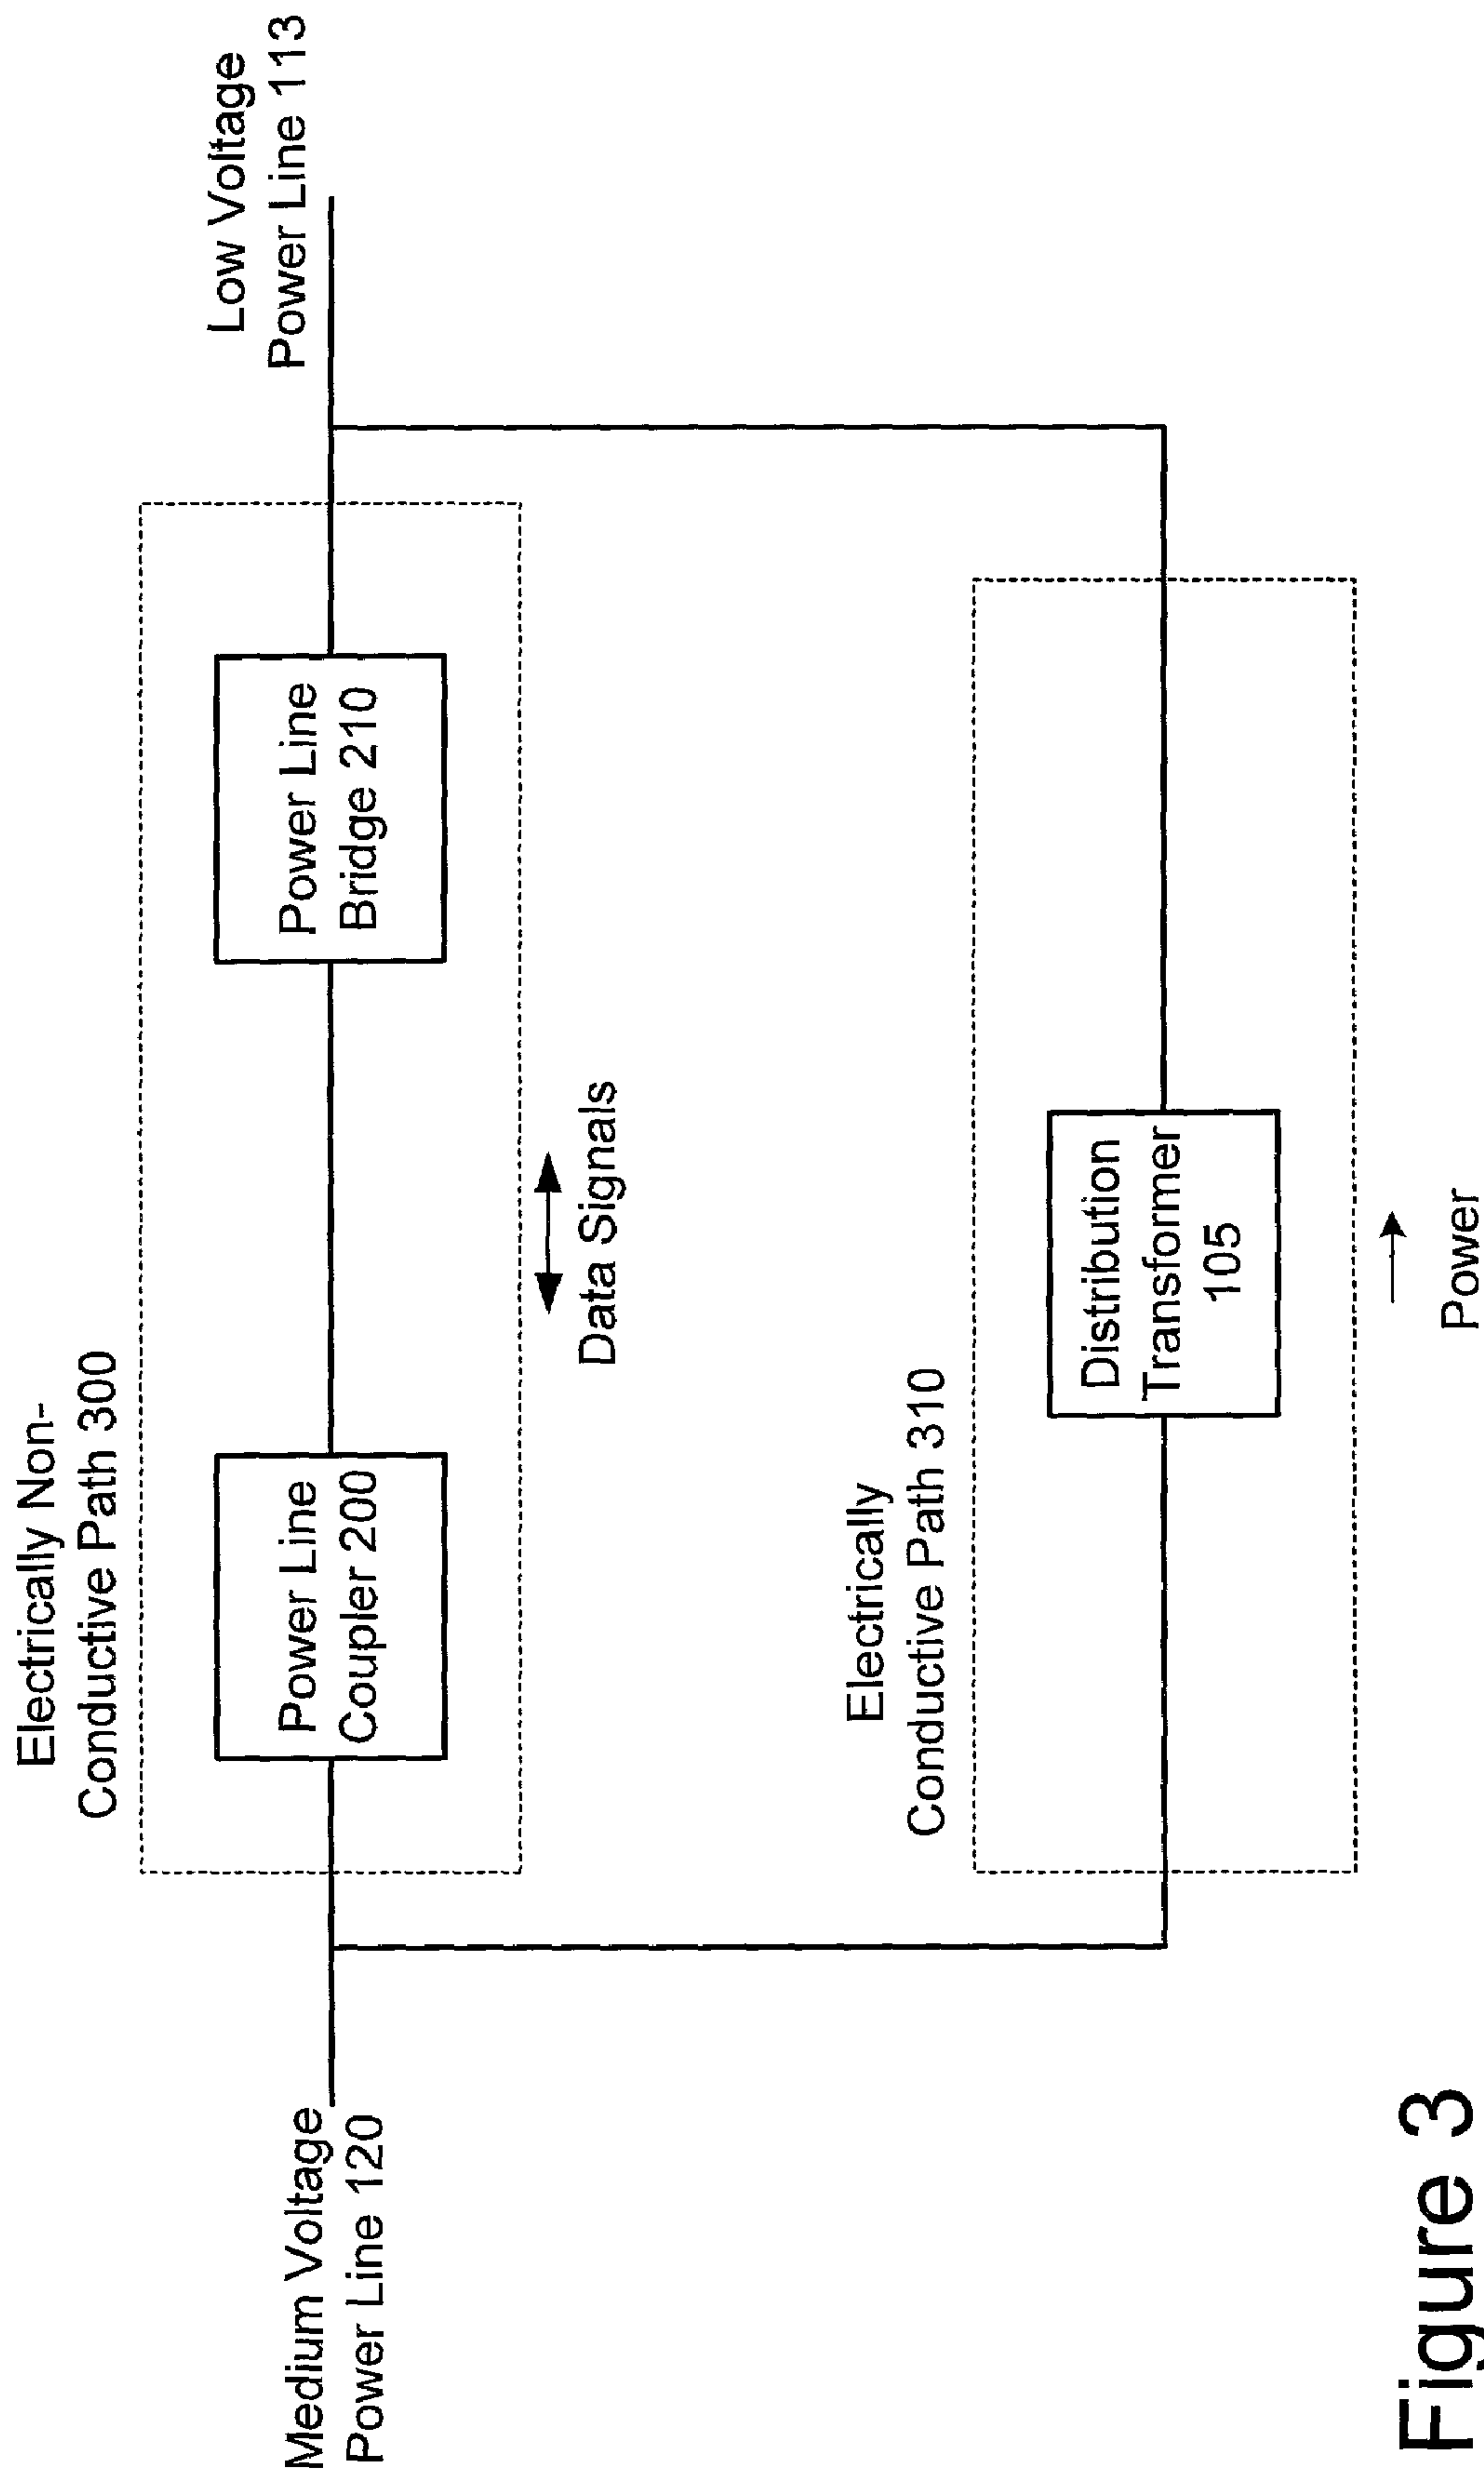 Electrically Non-
Conductive Path 300
Low Voltage
Power Line 113
Medium Voltage
Power Line 120
Power Line
Coupler 200
Power Line
Bridge 210
Data Signals
Electrically
Conductive Path 310
Distribution
Transformer
105
Power
Figure 3